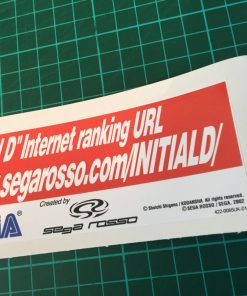 D" Internet ranking URL
.segarosso.com/INITIALD/
Created by
sega rosso
© Shuichi Shigeno / KODANSHA All rights reserved.
© SEGA ROSSO / SEGA, 2002